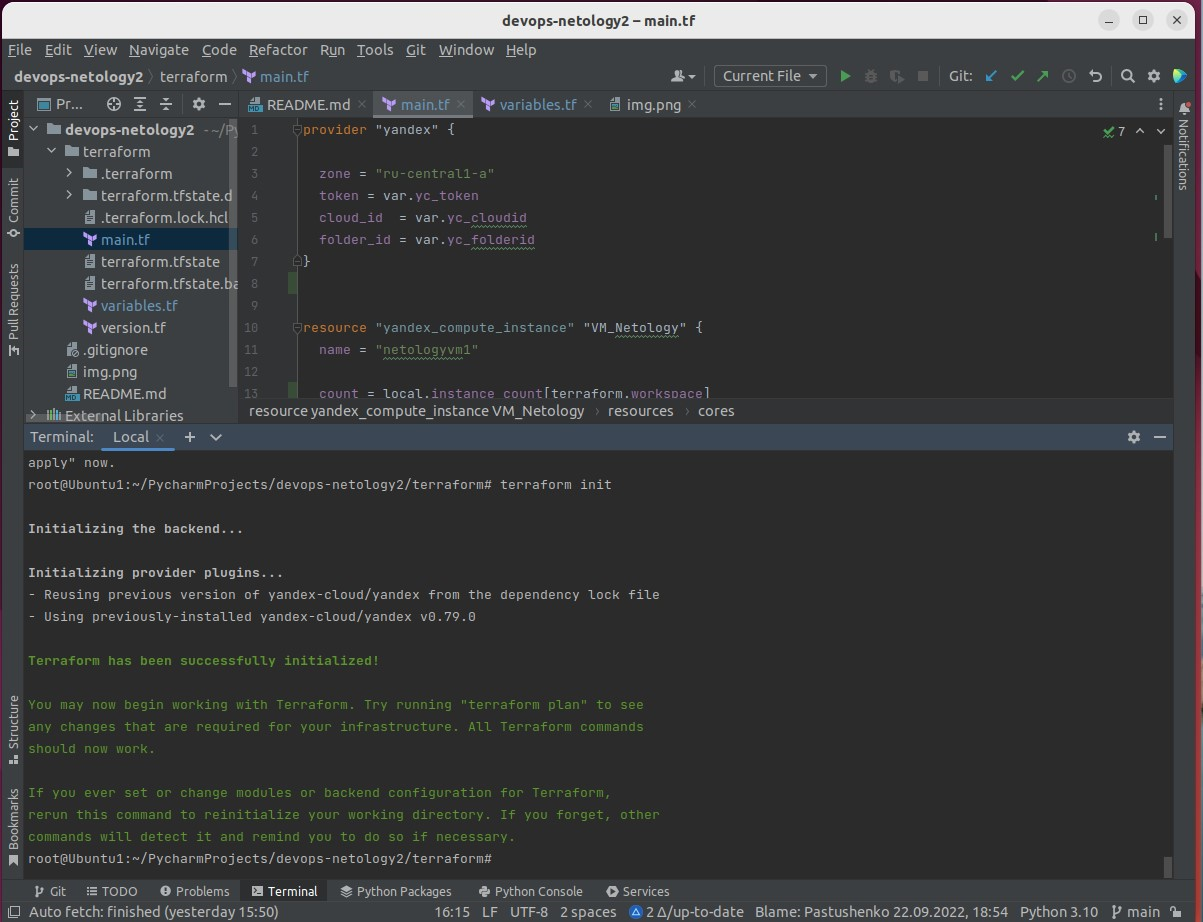 devops-netology2 – main.tf
File Edit View Navigate Code Refactor Run Tools Git Window Help
devops-netology2 terraform main.tf Current File Git:
Project
Commit
Pull Requests
Structure
Bookmarks
Notifications
Pr...
README.md main.tf variables.tf img.png
devops-netology2 ~/Py
terraform
.terraform
terraform.tfstate.d
.terraform.lock.hcl
main.tf
terraform.tfstate
terraform.tfstate.ba
variables.tf
version.tf
.gitignore
img.png
README.md
External Libraries
1 provider "yandex" {
7
2
3 zone = "ru-central1-a"
4 token = var.yc_token
5 cloud_id  = var.yc_cloudid
6 folder_id = var.yc_folderid
7 }
8
9
10 resource "yandex_compute_instance" "VM_Netology" {
11 name = "netologyvm1"
12
13 count = local.instance_count[terraform.workspace]
resource yandex_compute_instance VM_Netology › resources › cores
Terminal: Local
apply" now.
root@Ubuntu1:~/PycharmProjects/devops-netology2/terraform# terraform init
Initializing the backend...
Initializing provider plugins...
- Reusing previous version of yandex-cloud/yandex from the dependency lock file
- Using previously-installed yandex-cloud/yandex v0.79.0
Terraform has been successfully initialized!
You may now begin working with Terraform. Try running "terraform plan" to see
any changes that are required for your infrastructure. All Terraform commands
should now work.
If you ever set or change modules or backend configuration for Terraform,
rerun this command to reinitialize your working directory. If you forget, other
commands will detect it and remind you to do so if necessary.
root@Ubuntu1:~/PycharmProjects/devops-netology2/terraform#
Git TODO Problems Terminal Python Packages Python Console Services
Auto fetch: finished (yesterday 15:50) 16:15 LF UTF-8 2 spaces 2 Δ/up-to-date Blame: Pastushenko 22.09.2022, 18:54 Python 3.10 main